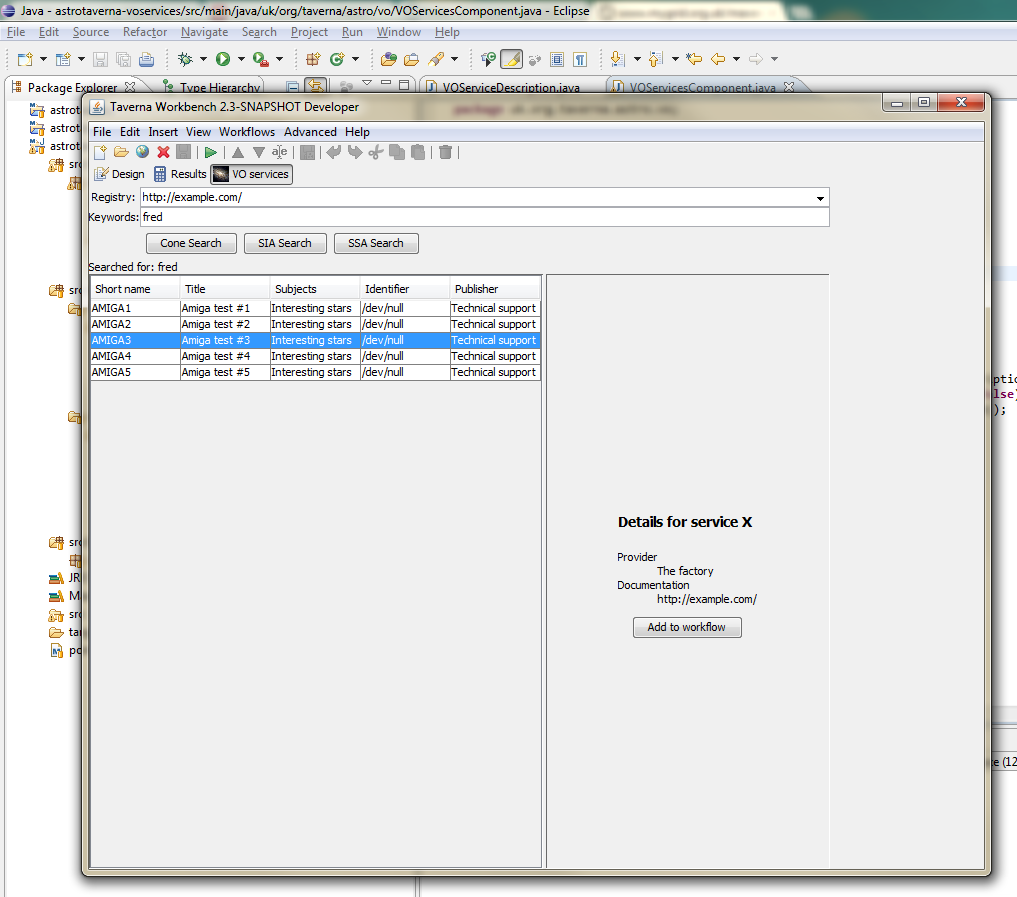 Java - astrotaverna-voservices/src/main/java/uk/org/taverna/astro/vo/VOServicesComponent.java - Eclipse
File Edit Source Refactor Navigate Search Project Run Window Help
Package Explorer Type Hierarchy VOServiceDescription.java VOServicesComponent.java
Taverna Workbench 2.3-SNAPSHOT Developer
File Edit Insert View Workflows Advanced Help
Design Results VO services
Registry: http://example.com/
Keywords: fred
Cone Search SIA Search SSA Search
Searched for: fred
Short name Title Subjects Identifier Publisher
AMIGA1 Amiga test #1 Interesting stars /dev/null Technical support
AMIGA2 Amiga test #2 Interesting stars /dev/null Technical support
AMIGA3 Amiga test #3 Interesting stars /dev/null Technical support
AMIGA4 Amiga test #4 Interesting stars /dev/null Technical support
AMIGA5 Amiga test #5 Interesting stars /dev/null Technical support
Details for service X
Provider
The factory
Documentation
http://example.com/
Add to workflow